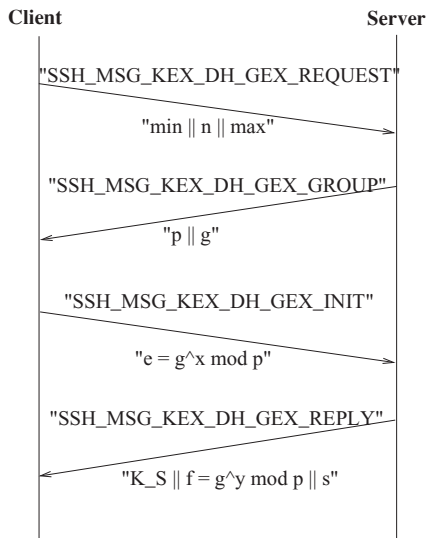 Client
Server
"SSH_MSG_KEX_DH_GEX_REQUEST"
"min || n || max"
"SSH_MSG_KEX_DH_GEX_GROUP"
"p || g"
"SSH_MSG_KEX_DH_GEX_INIT"
"e = g^x mod p"
"SSH_MSG_KEX_DH_GEX_REPLY"
"K_S || f = g^y mod p || s"